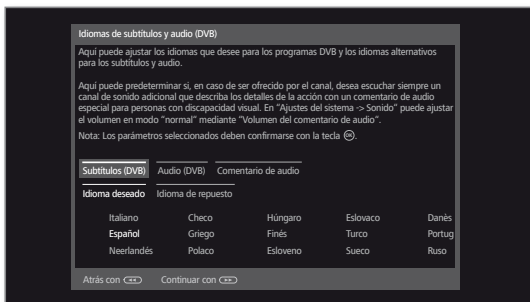 Idiomas de subtítulos y audio (DVB)
Aquí puede ajustar los idiomas que desee para los programas DVB y los idiomas alternativos
para los subtítulos y audio.
Aquí puede predeterminar si, en caso de ser ofrecido por el canal, desea escuchar siempre un
canal de sonido adicional que describa los detalles de la acción con un comentario de audio
especial para personas con discapacidad visual. En “Ajustes del sistema -> Sonido” puede ajustar
el volumen en modo “normal” mediante “Volumen del comentario de audio”.
Nota: Los parámetros seleccionados deben confirmarse con la tecla OK.
Subtítulos (DVB) Audio (DVB) Comentario de audio
Idioma deseado Idioma de repuesto
Italiano Checo Húngaro Eslovaco Danès
Español Griego Finés Turco Portug
Neerlandés Polaco Esloveno Sueco Ruso
Atrás con Continuar con